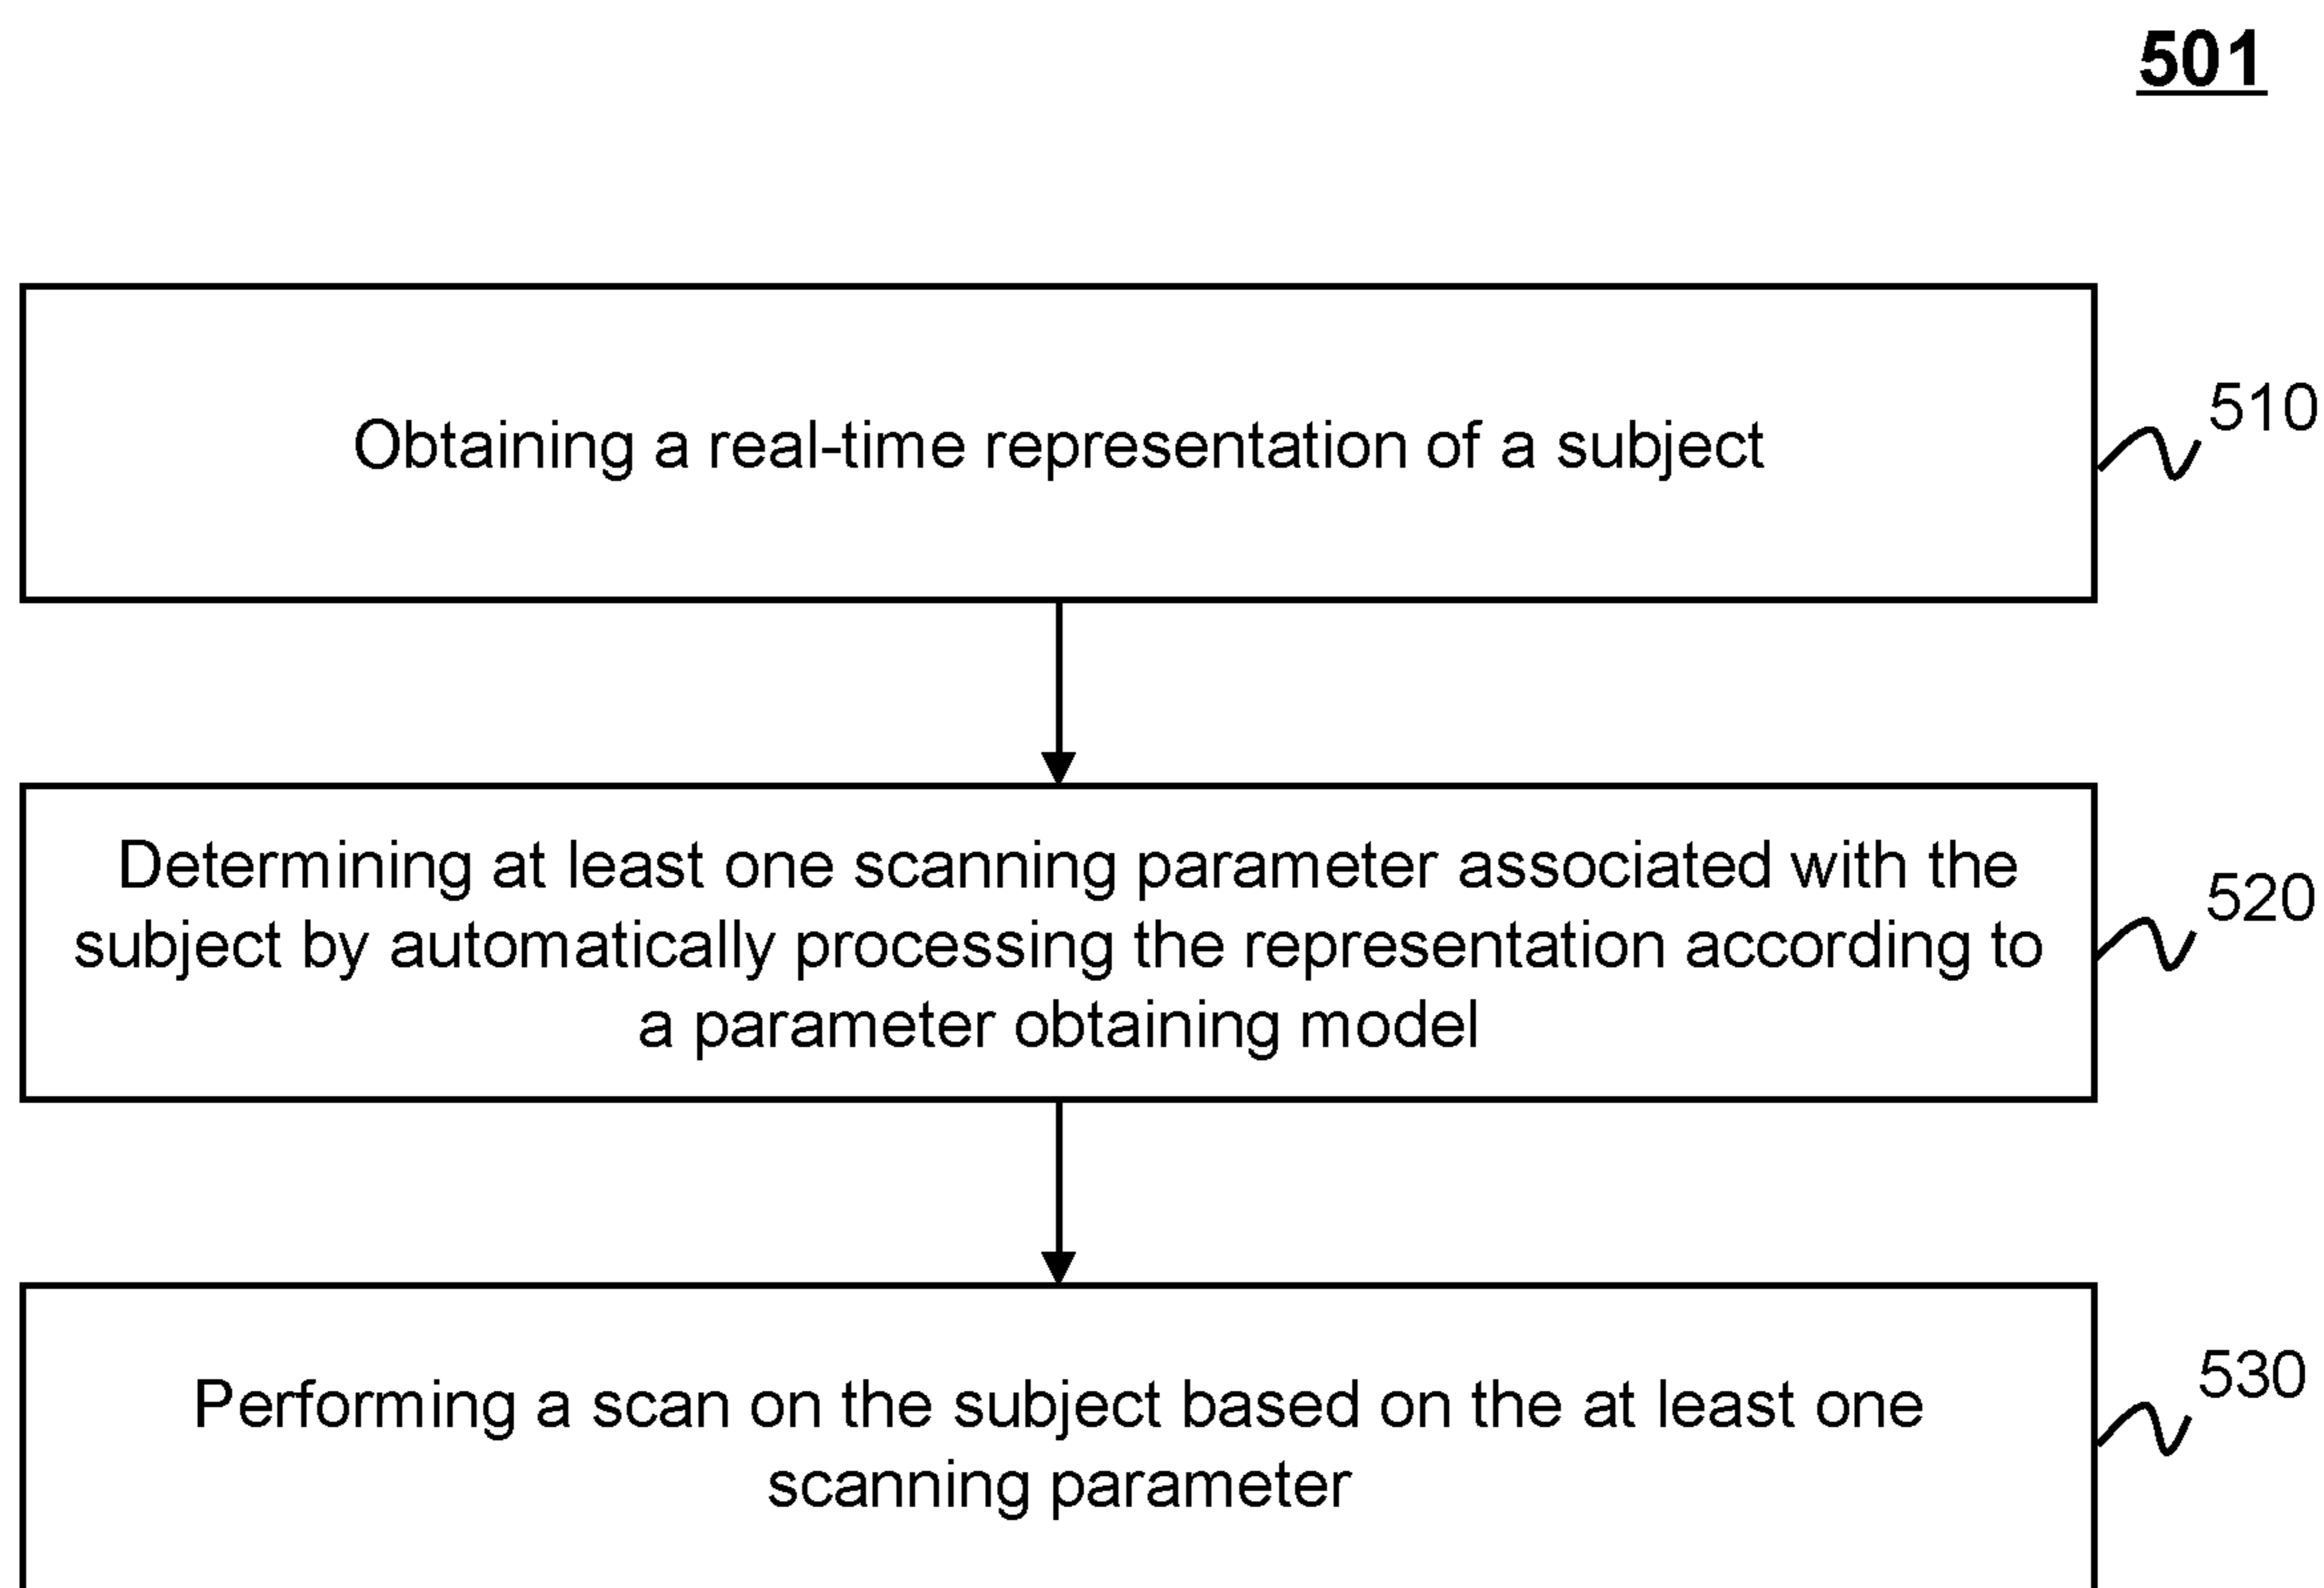 501
Obtaining a real-time representation of a subject
510
Determining at least one scanning parameter associated with the
subject by automatically processing the representation according to
a parameter obtaining model
520
Performing a scan on the subject based on the at least one
scanning parameter
530